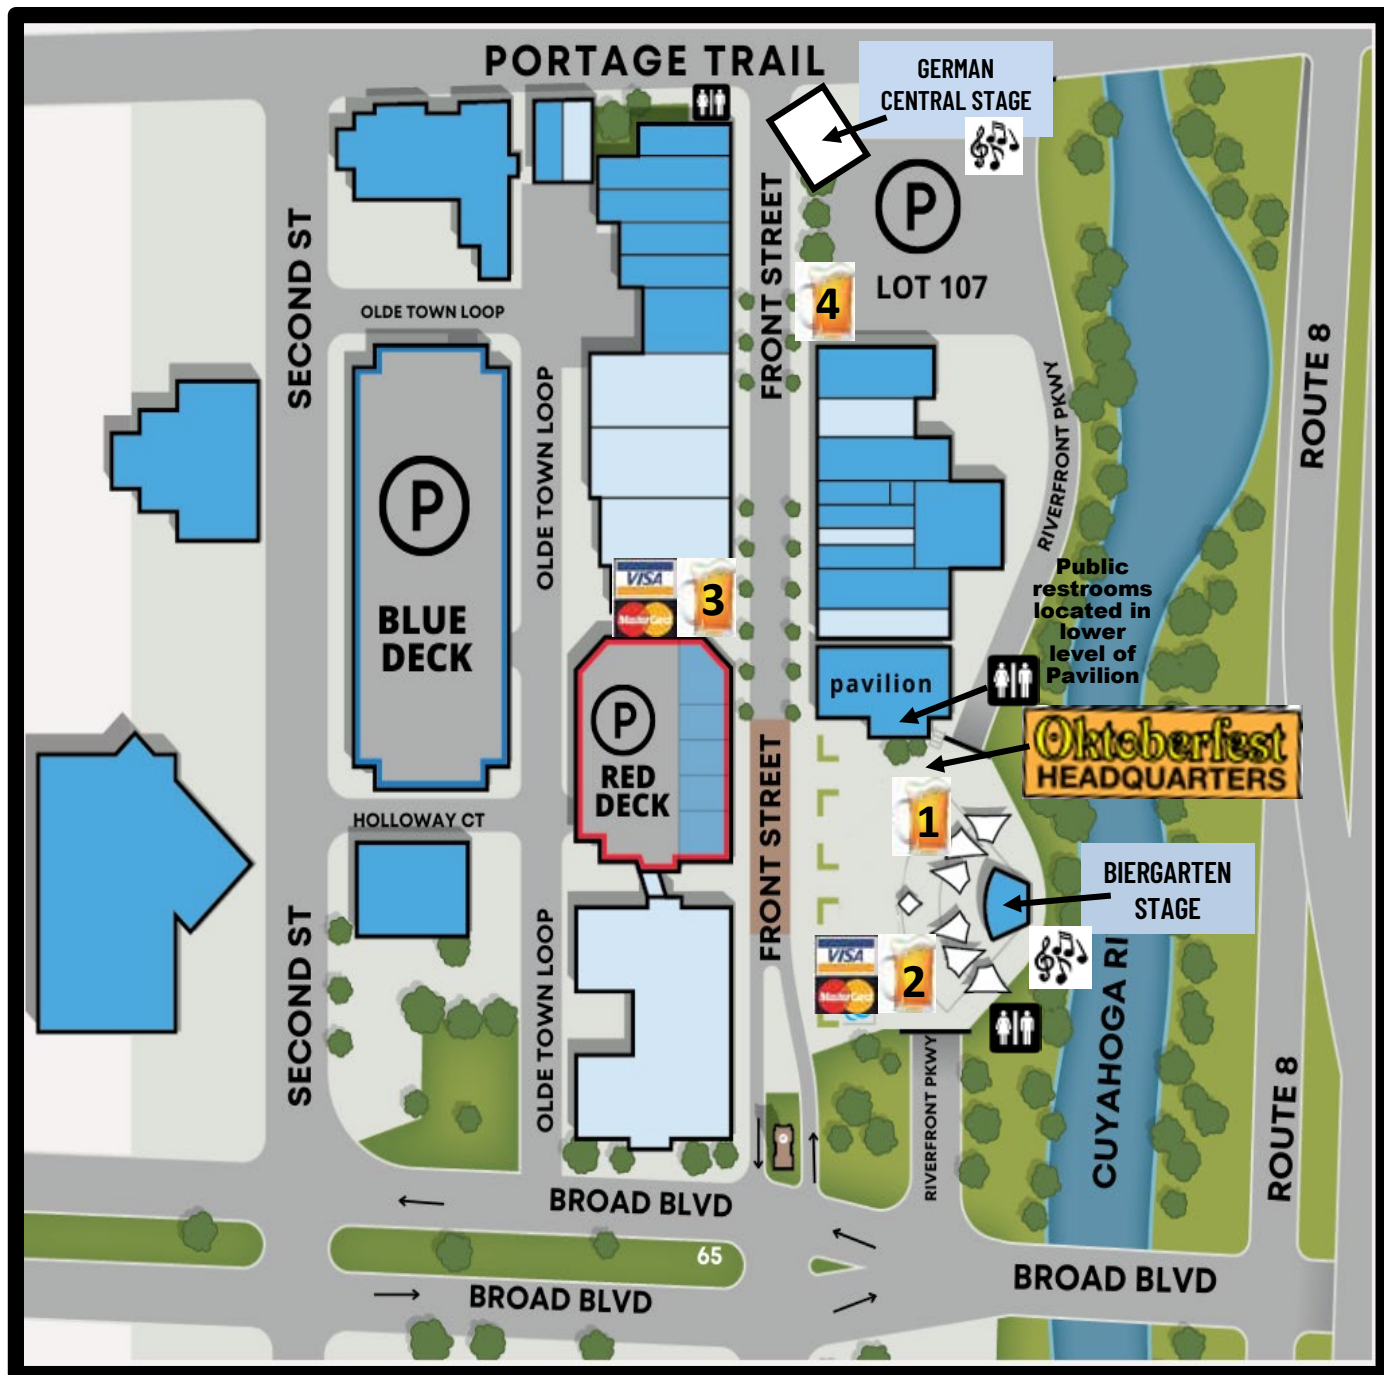 PORTAGE TRAIL
GERMAN
CENTRAL STAGE
P
LOT 107
SECOND ST
FRONT STREET
OLDE TOWN LOOP
4
ROUTE 8
RIVERFRONT PKWY
OLDE TOWN LOOP
P
BLUE
DECK
VISA
MasterCard
3
Public
restrooms
located in
lower
level of
Pavilion
pavilion
P
RED
DECK
Oktoberfest
HEADQUARTERS
HOLLOWAY CT
FRONT STREET
1
BIERGARTEN
STAGE
VISA
MasterCard
2
SECOND ST
OLDE TOWN LOOP
RIVERFRONT PKWY
CUYAHOGA RI
ROUTE 8
BROAD BLVD
65
BROAD BLVD
BROAD BLVD